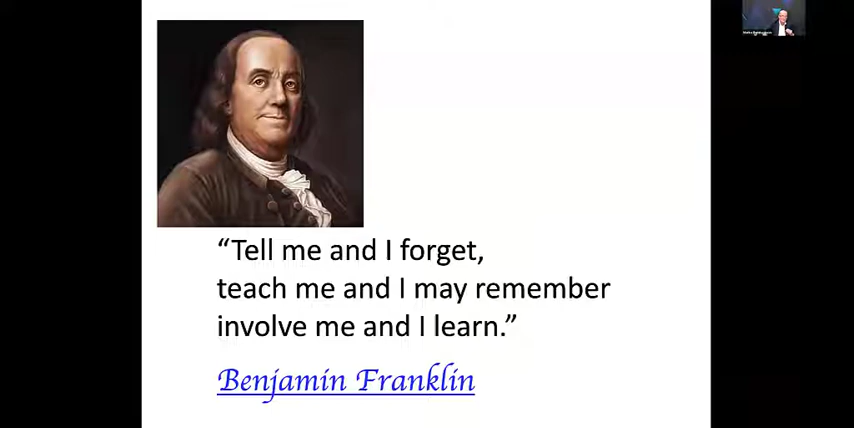 “Tell me and I forget,
teach me and I may remember
involve me and I learn.”
Benjamin Franklin